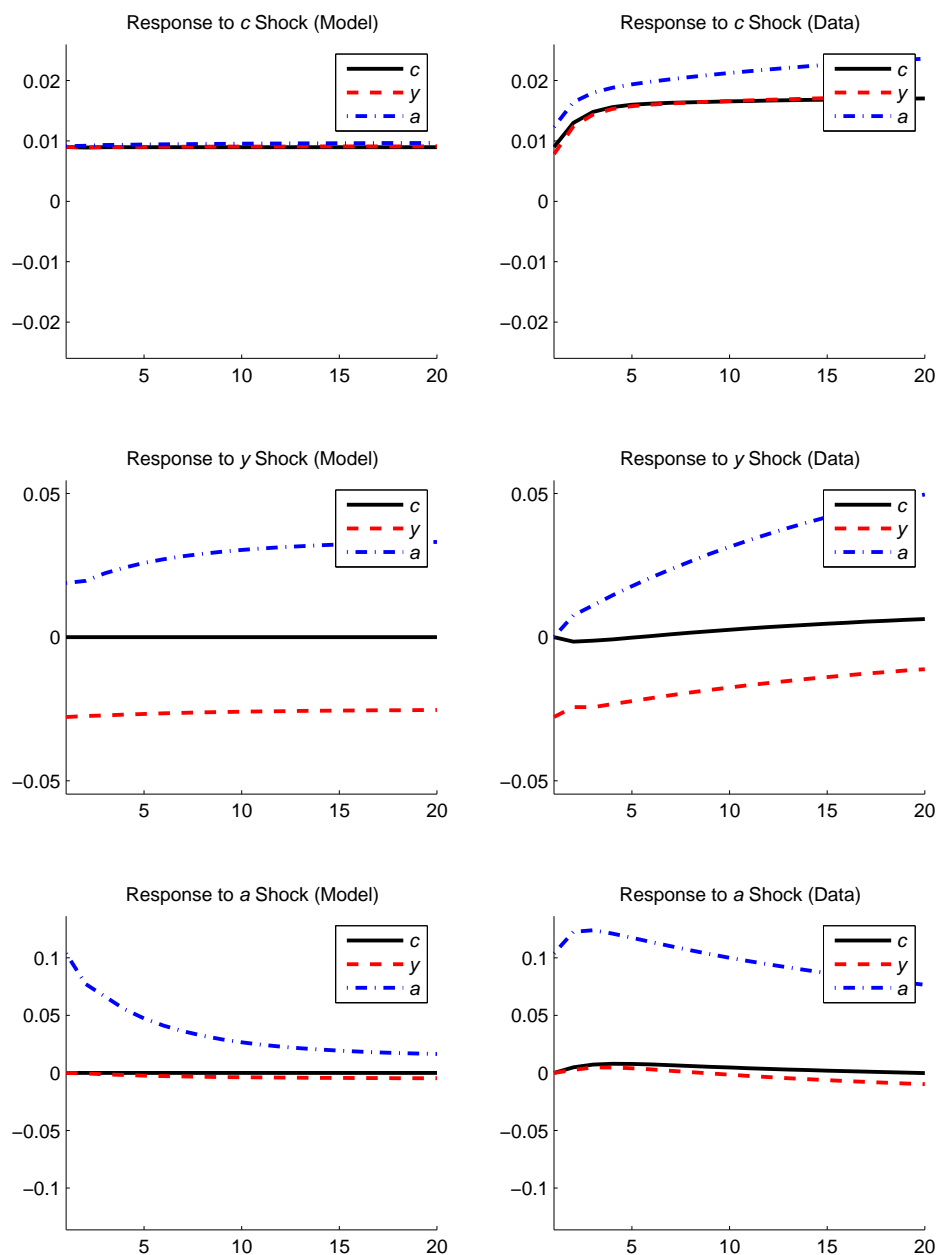 Response to c Shock (Model)
0.02
0.01
0
−0.01
−0.02
5 10 15 20
c
y
a
Response to c Shock (Data)
0.02
0.01
0
−0.01
−0.02
5 10 15 20
c
y
a
Response to y Shock (Model)
0.05
0
−0.05
5 10 15 20
c
y
a
Response to y Shock (Data)
0.05
0
−0.05
5 10 15 20
c
y
a
Response to a Shock (Model)
0.1
0.05
0
−0.05
−0.1
5 10 15 20
c
y
a
Response to a Shock (Data)
0.1
0.05
0
−0.05
−0.1
5 10 15 20
c
y
a